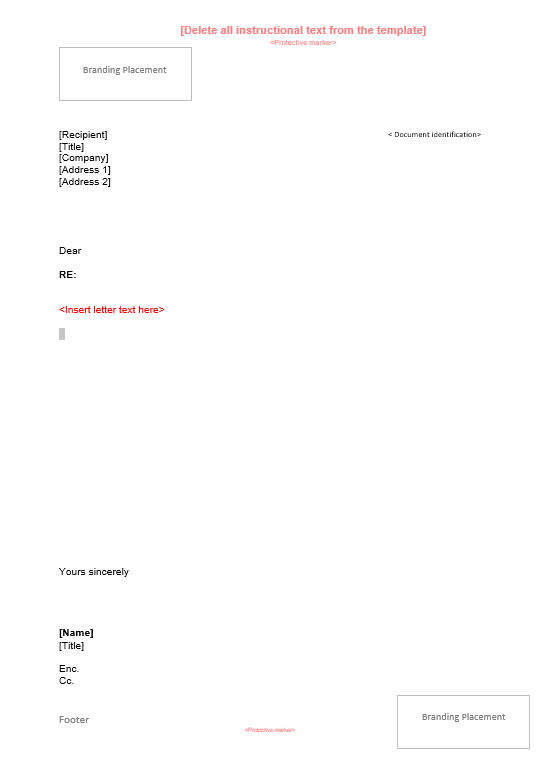 [Delete all instructional text from the template]
<Protective marker>
Branding Placement
[Recipient]
< Document identification>
[Title]
[Company]
[Address 1]
[Address 2]
Dear
RE:
<Insert letter text here>
Yours sincerely
[Name]
[Title]
Enc.
Cc.
Branding Placement
Footer
<Protective marker>